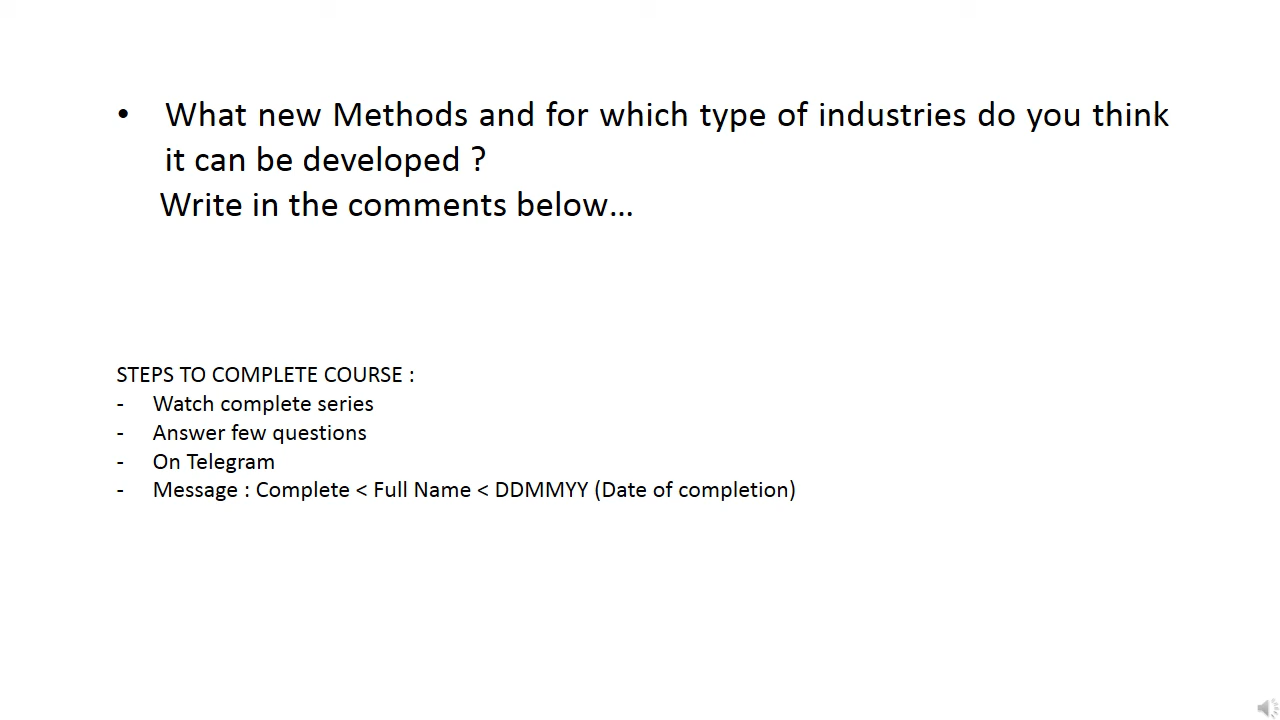 • What new Methods and for which type of industries do you think
it can be developed ?
Write in the comments below...
STEPS TO COMPLETE COURSE :
- Watch complete series
- Answer few questions
- On Telegram
- Message : Complete < Full Name < DDMMYY (Date of completion)